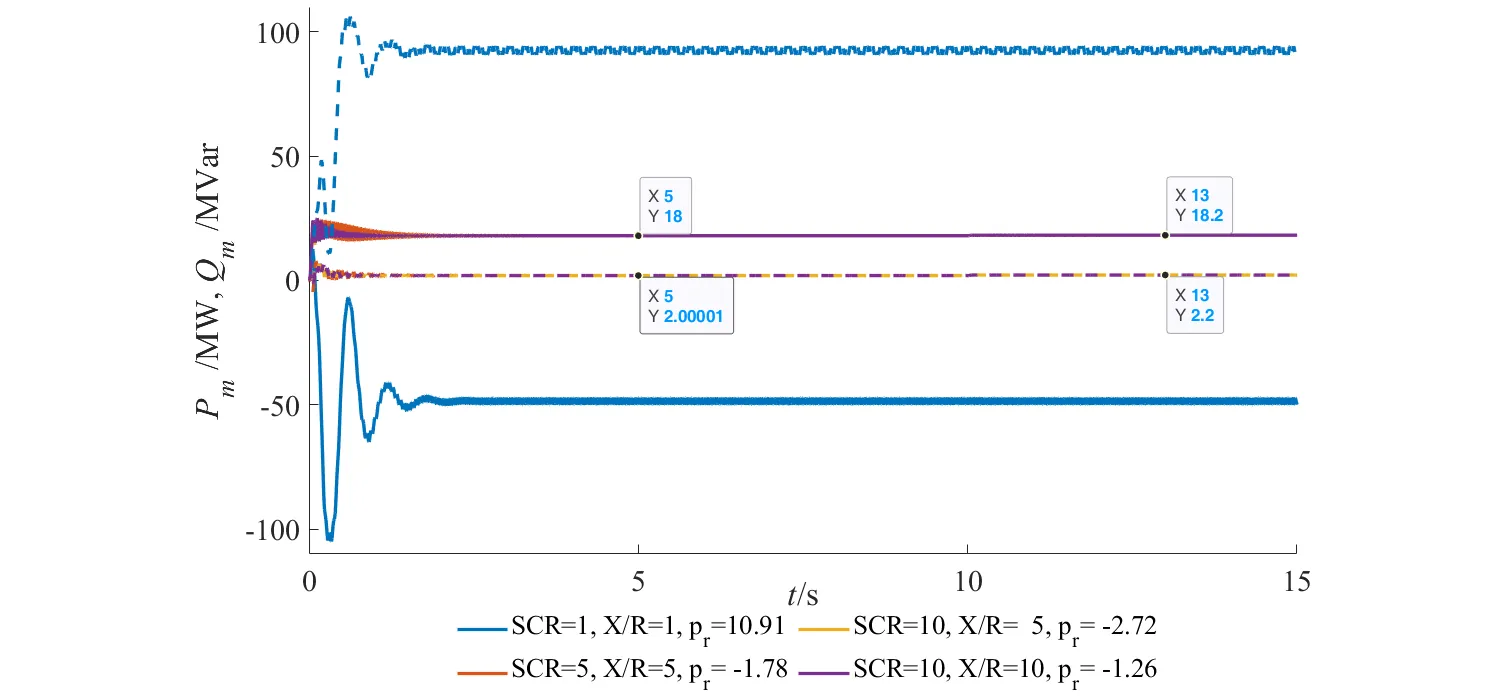 P_m /MW, Q_m /MVar
100
50
0
-50
-100
X 5
Y 18
X 13
Y 18.2
X 5
Y 2.00001
X 13
Y 2.2
0
5
10
15
t/s
SCR=1, X/R=1, p_r=10.91
SCR=10, X/R= 5, p_r= -2.72
SCR=5, X/R=5, p_r= -1.78
SCR=10, X/R=10, p_r= -1.26